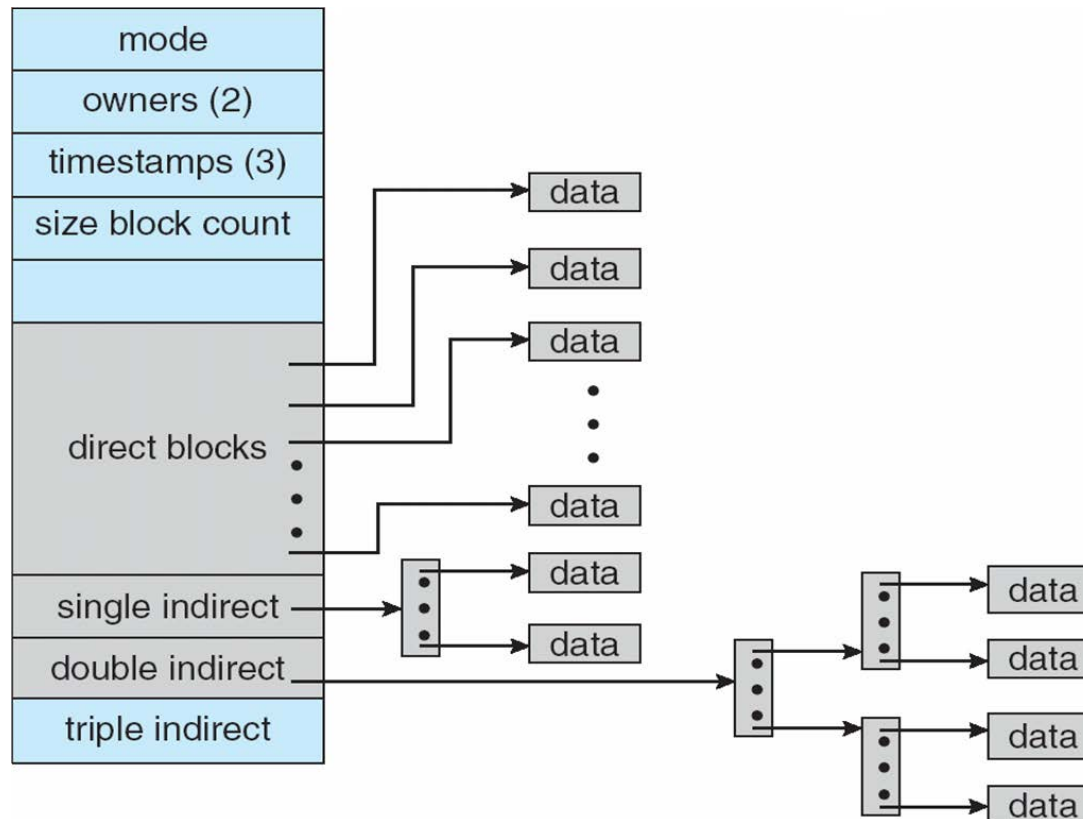 mode
owners (2)
timestamps (3)
size block count
direct blocks
single indirect
double indirect
triple indirect
data
data
data
data
data
data
data
data
data
data